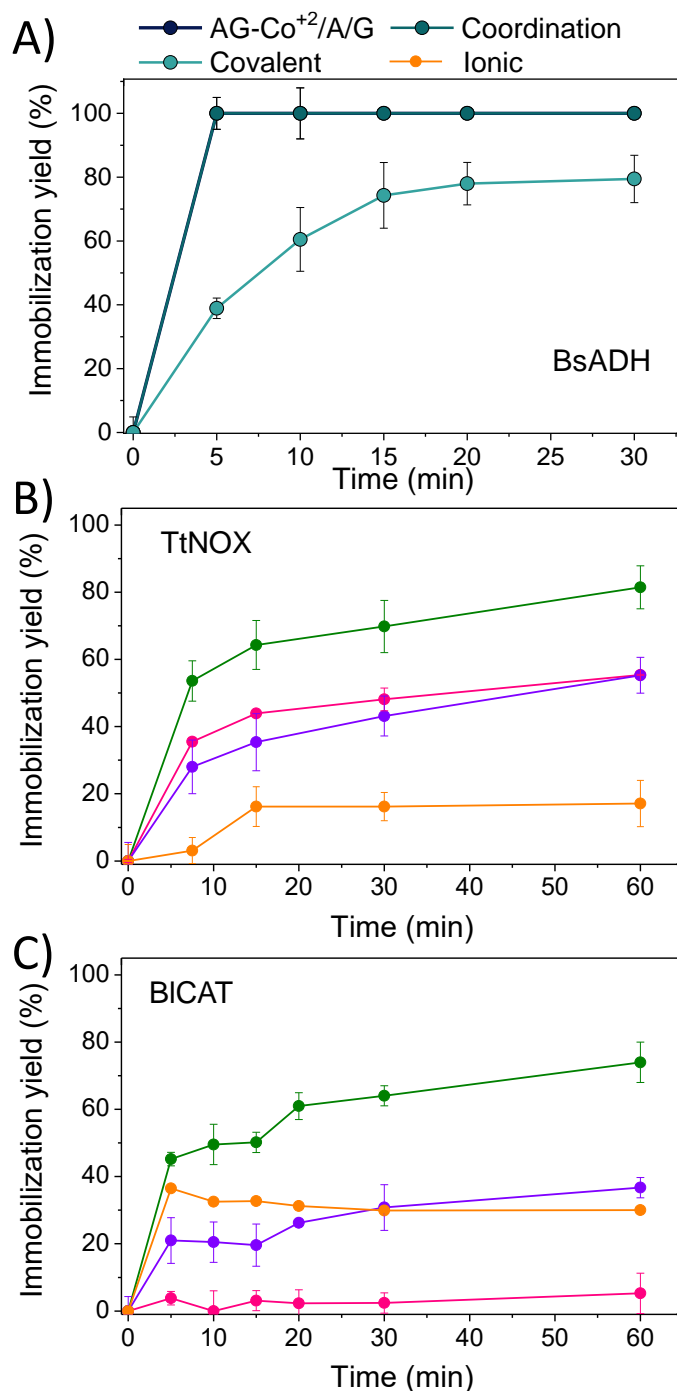 A)
AG-Co+2/A/G Coordination
Covalent Ionic
Immobilization yield (%)
100
80
60
40
20
0
BsADH
0 5 10 15 20 25 30
Time (min)
B)
Immobilization yield (%)
100
80
60
40
20
0
TtNOX
0 10 20 30 40 50 60
Time (min)
C)
Immobilization yield (%)
100
80
60
40
20
0
BlCAT
0 10 20 30 40 50 60
Time (min)